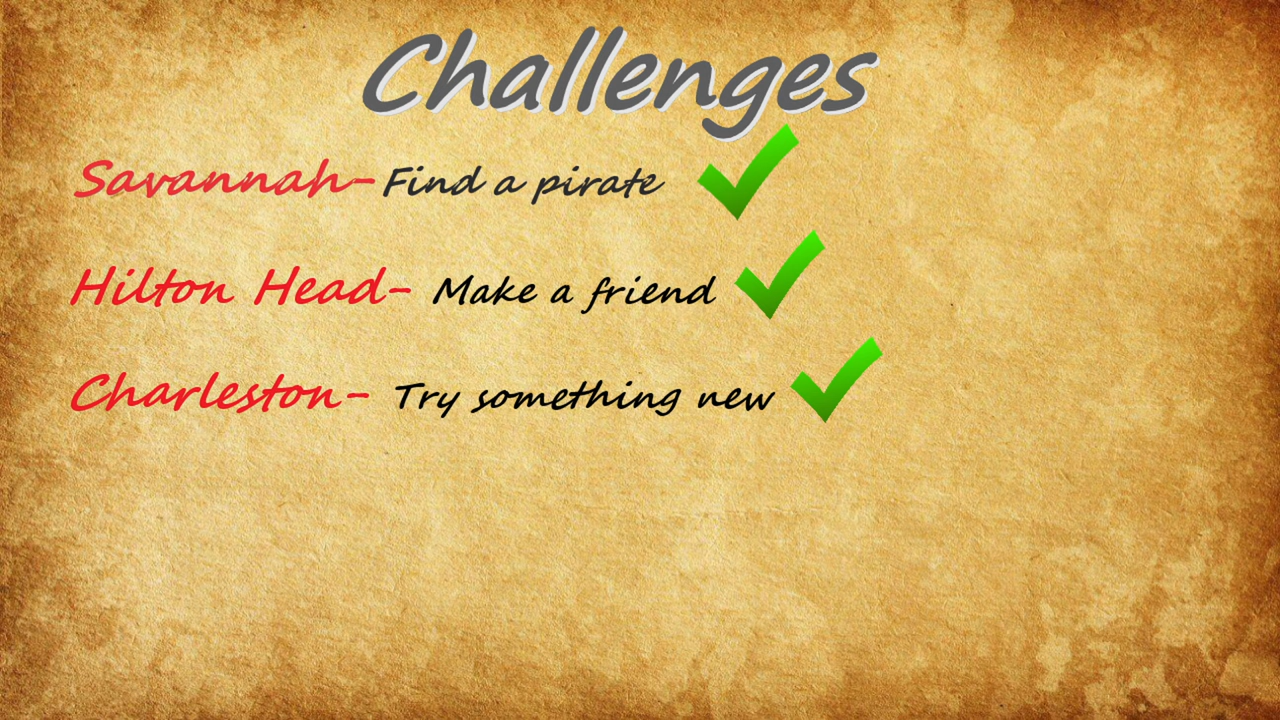 Challenges
Savannah- Find a pirate
Hilton Head- Make a friend
Charleston- Try something new